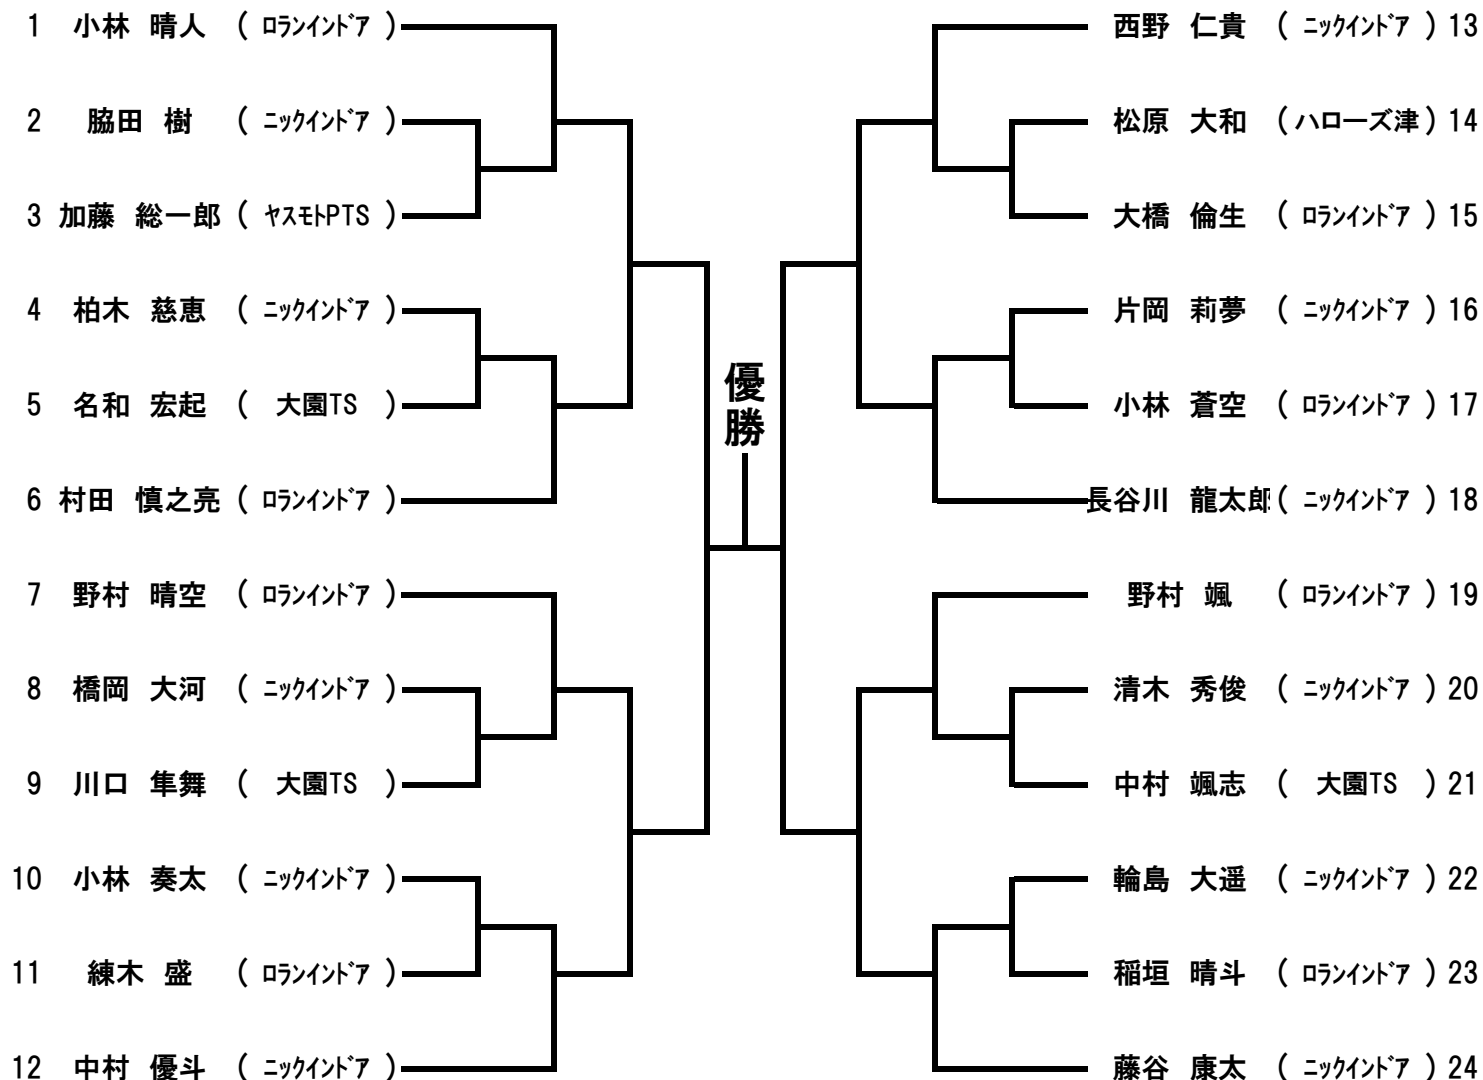 1 小林 晴人 ( ﾛﾗﾝｲﾝﾄﾞｱ )
2 脇田 樹 ( ﾆｯｸｲﾝﾄﾞｱ )
3 加藤 総一郎 ( ﾔｽﾓﾄPTS )
4 柏木 慈恵 ( ﾆｯｸｲﾝﾄﾞｱ )
5 名和 宏起 ( 大園TS )
6 村田 慎之亮 ( ﾛﾗﾝｲﾝﾄﾞｱ )
7 野村 晴空 ( ﾛﾗﾝｲﾝﾄﾞｱ )
8 橋岡 大河 ( ﾆｯｸｲﾝﾄﾞｱ )
9 川口 隼舞 ( 大園TS )
10 小林 奏太 ( ﾆｯｸｲﾝﾄﾞｱ )
11 練木 盛 ( ﾛﾗﾝｲﾝﾄﾞｱ )
12 中村 優斗 ( ﾆｯｸｲﾝﾄﾞｱ )
優勝
西野 仁貴 ( ﾆｯｸｲﾝﾄﾞｱ ) 13
松原 大和 ( ハローズ津 ) 14
大橋 倫生 ( ﾛﾗﾝｲﾝﾄﾞｱ ) 15
片岡 莉夢 ( ﾆｯｸｲﾝﾄﾞｱ ) 16
小林 蒼空 ( ﾛﾗﾝｲﾝﾄﾞｱ ) 17
長谷川 龍太郎 ( ﾆｯｸｲﾝﾄﾞｱ ) 18
野村 颯 ( ﾛﾗﾝｲﾝﾄﾞｱ ) 19
清木 秀俊 ( ﾆｯｸｲﾝﾄﾞｱ ) 20
中村 颯志 ( 大園TS ) 21
輪島 大遥 ( ﾆｯｸｲﾝﾄﾞｱ ) 22
稲垣 晴斗 ( ﾛﾗﾝｲﾝﾄﾞｱ ) 23
藤谷 康太 ( ﾆｯｸｲﾝﾄﾞｱ ) 24